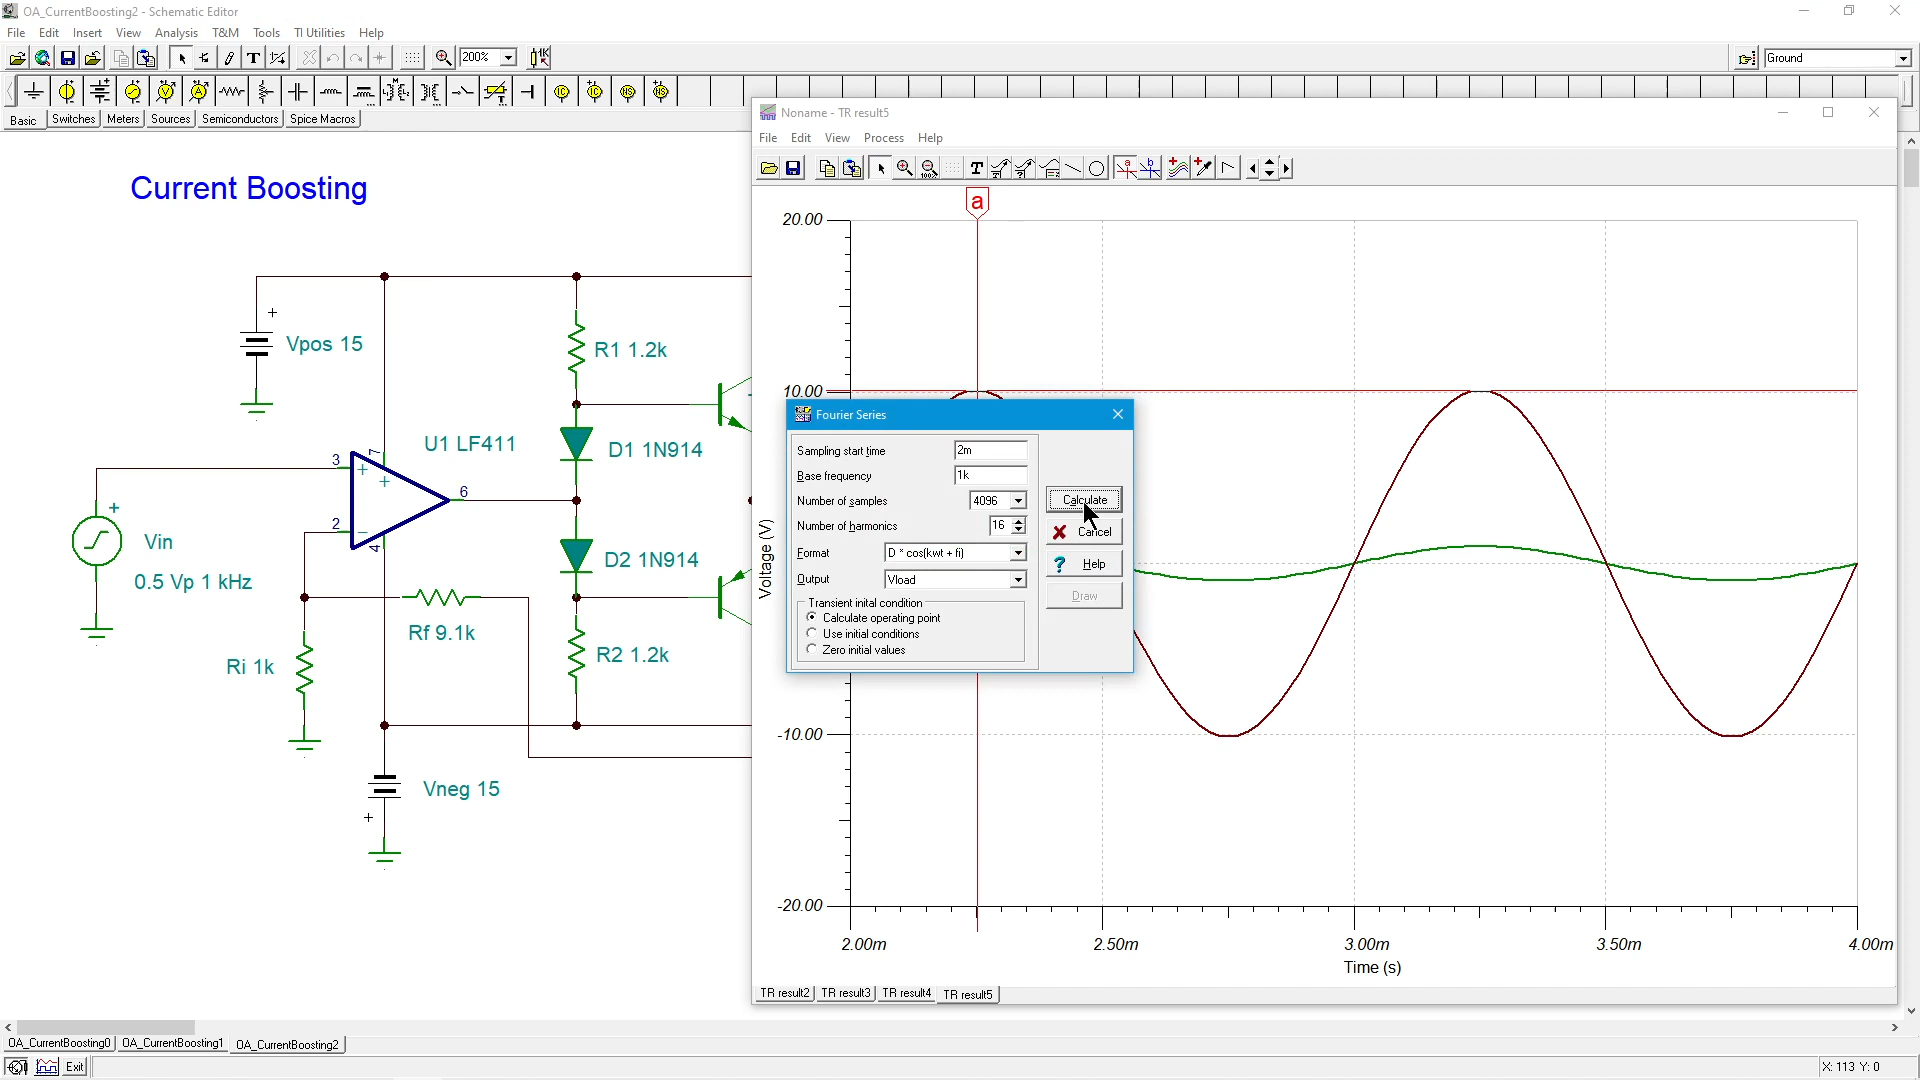 OA_CurrentBoosting2 - Schematic Editor
File Edit Insert View Analysis T&M Tools TI Utilities Help
200%
1K
Ground
Basic Switches Meters Sources Semiconductors Spice Macros
Current Boosting
+
Vpos 15
R1 1.2k
U1 LF411
D1 1N914
3
7
+
+
6
2
-
4
+
Vin
0.5 Vp 1 kHz
D2 1N914
Rf 9.1k
Ri 1k
R2 1.2k
Vneg 15
+
Noname - TR result5
File Edit View Process Help
a
20.00
10.00
-10.00
-20.00
Voltage (V)
2.00m 2.50m 3.00m 3.50m 4.00m
Time (s)
Fourier Series
Sampling start time 2m
Base frequency 1k
Number of samples 4096
Number of harmonics 16
Format D * cos(kwt + fi)
Output Vload
Transient inital condition
Calculate operating point
Use initial conditions
Zero initial values
Calculate
Cancel
Help
Draw
TR result2 TR result3 TR result4 TR result5
OA_CurrentBoosting0 OA_CurrentBoosting1 OA_CurrentBoosting2
Exit
X: 113 Y: 0